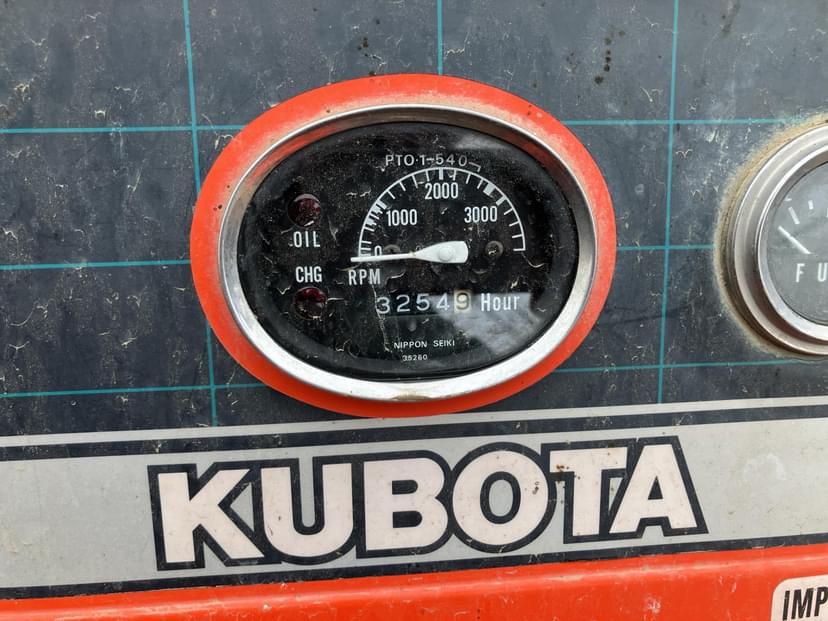 PTO·1-540
1000 2000 3000
0
OIL
CHG RPM
32549 Hour
NIPPON SEIKI
35260
F U
KUBOTA
IMP